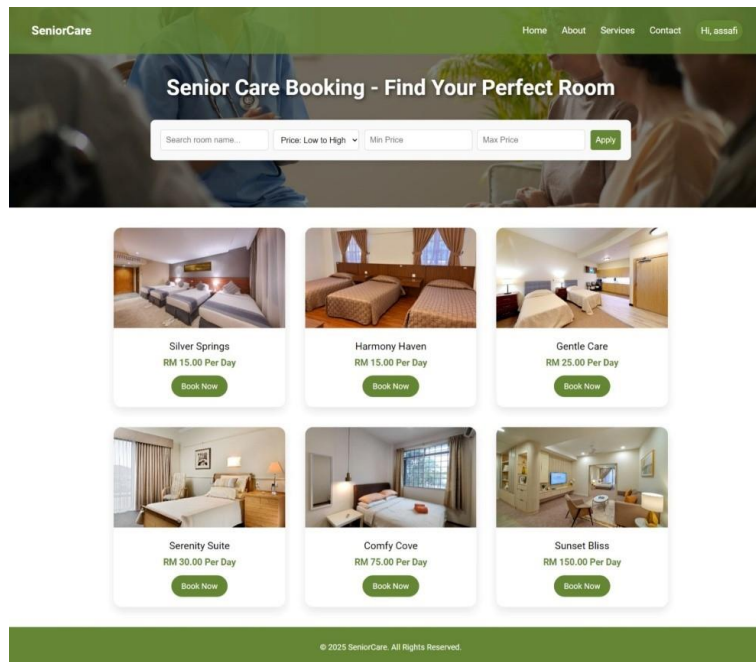 SeniorCare
Home About Services Contact Hi, assafi
Senior Care Booking - Find Your Perfect Room
Search room name... Price: Low to High Min Price Max Price Apply
Silver Springs Harmony Haven Gentle Care
RM 15.00 Per Day RM 15.00 Per Day RM 25.00 Per Day
Book Now Book Now Book Now
Serenity Suite Comfy Cove Sunset Bliss
RM 30.00 Per Day RM 75.00 Per Day RM 150.00 Per Day
Book Now Book Now Book Now
© 2025 SeniorCare. All Rights Reserved.